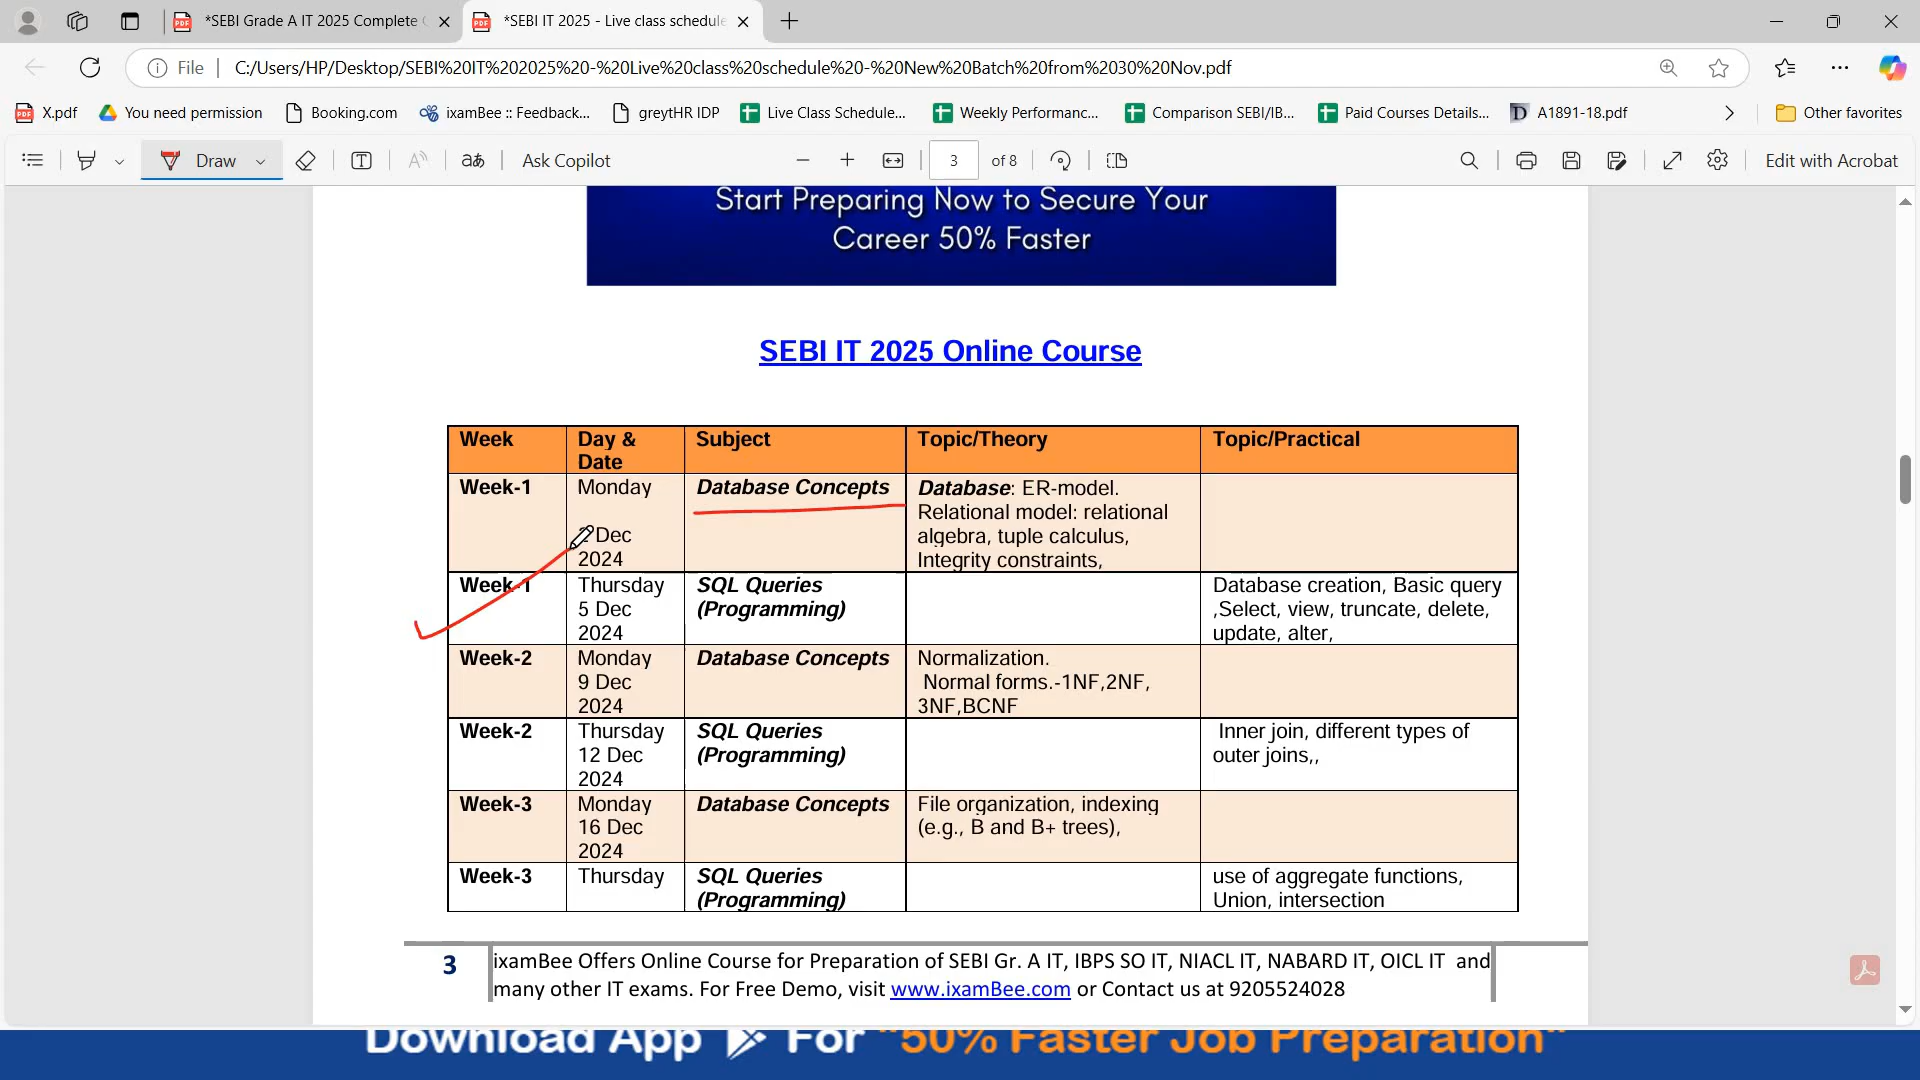 *SEBI Grade A IT 2025 Complete
*SEBI IT 2025 - Live class schedule
File
C:/Users/HP/Desktop/SEBI%20IT%202025%20-%20Live%20class%20schedule%20-%20New%20Batch%20from%2030%20Nov.pdf
X.pdf You need permission Booking.com ixamBee :: Feedback... greytHR IDP Live Class Schedule... Weekly Performanc... Comparison SEBI/IB... Paid Courses Details... A1891-18.pdf Other favorites
Draw Ask Copilot 3 of 8 Edit with Acrobat
Start Preparing Now to Secure Your
Career 50% Faster
SEBI IT 2025 Online Course
Week Day & Date Subject Topic/Theory Topic/Practical
Week-1 Monday Dec 2024 Database Concepts Database: ER-model.
Relational model: relational
algebra, tuple calculus,
Integrity constraints,
Week-1 Thursday 5 Dec 2024 SQL Queries (Programming) Database creation, Basic query
,Select, view, truncate, delete,
update, alter,
Week-2 Monday 9 Dec 2024 Database Concepts Normalization.
Normal forms.-1NF,2NF,
3NF,BCNF
Week-2 Thursday 12 Dec 2024 SQL Queries (Programming) Inner join, different types of
outer joins,,
Week-3 Monday 16 Dec 2024 Database Concepts File organization, indexing
(e.g., B and B+ trees),
Week-3 Thursday SQL Queries (Programming) use of aggregate functions,
Union, intersection
3 ixamBee Offers Online Course for Preparation of SEBI Gr. A IT, IBPS SO IT, NIACL IT, NABARD IT, OICL IT and
many other IT exams. For Free Demo, visit www.ixamBee.com or Contact us at 9205524028
Download App For "50% Faster Job Preparation"